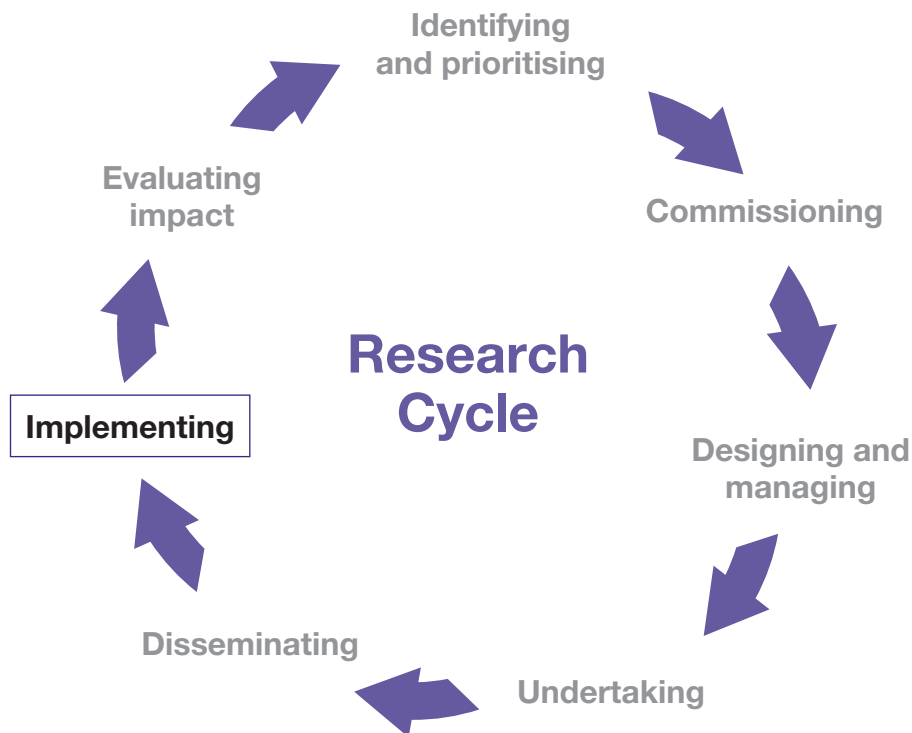 Identifying
and prioritising
Commissioning
Designing and
managing
Undertaking
Disseminating
Implementing
Evaluating
impact
Research
Cycle